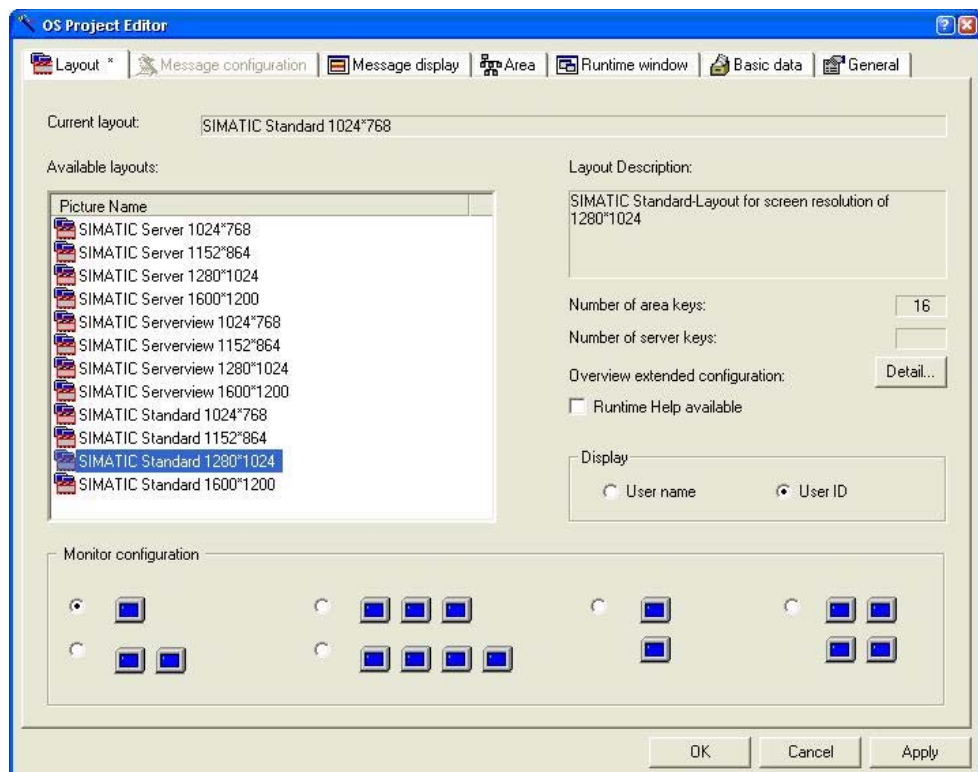 OS Project Editor
Layout *
Message configuration
Message display
Area
Runtime window
Basic data
General
Current layout:
SIMATIC Standard 1024*768
Available layouts:
Picture Name
SIMATIC Server 1024*768
SIMATIC Server 1152*864
SIMATIC Server 1280*1024
SIMATIC Server 1600*1200
SIMATIC Serverview 1024*768
SIMATIC Serverview 1152*864
SIMATIC Serverview 1280*1024
SIMATIC Serverview 1600*1200
SIMATIC Standard 1024*768
SIMATIC Standard 1152*864
SIMATIC Standard 1280*1024
SIMATIC Standard 1600*1200
Layout Description:
SIMATIC Standard-Layout for screen resolution of
1280*1024
Number of area keys: 16
Number of server keys:
Overview extended configuration: Detail...
Runtime Help available
Display
User name
User ID
Monitor configuration
OK
Cancel
Apply